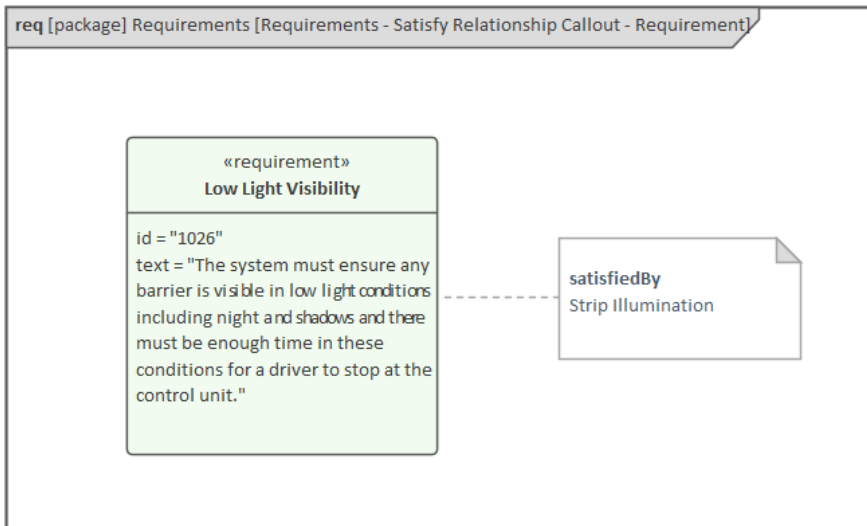 req [package] Requirements [Requirements - Satisfy Relationship Callout - Requirement]
«requirement»
Low Light Visibility
id = "1026"
text = "The system must ensure any
barrier is visible in low light conditions
including night and shadows and there
must be enough time in these
conditions for a driver to stop at the
control unit."
satisfiedBy
Strip Illumination